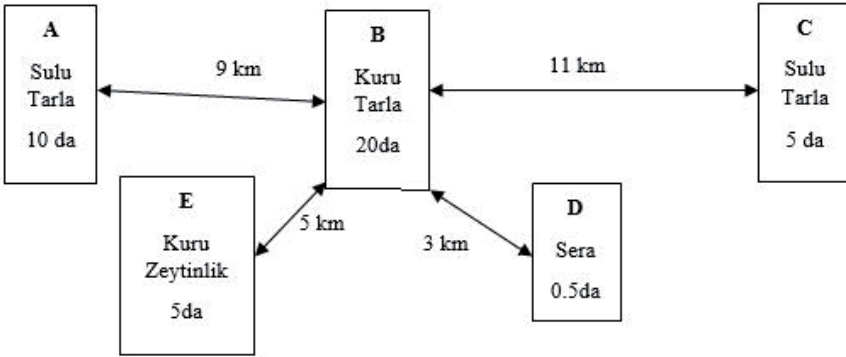 A
Sulu
Tarla
10 da
9 km
B
Kuru
Tarla
20da
11 km
C
Sulu
Tarla
5 da
E
Kuru
Zeytinlik
5da
5 km
3 km
D
Sera
0.5da